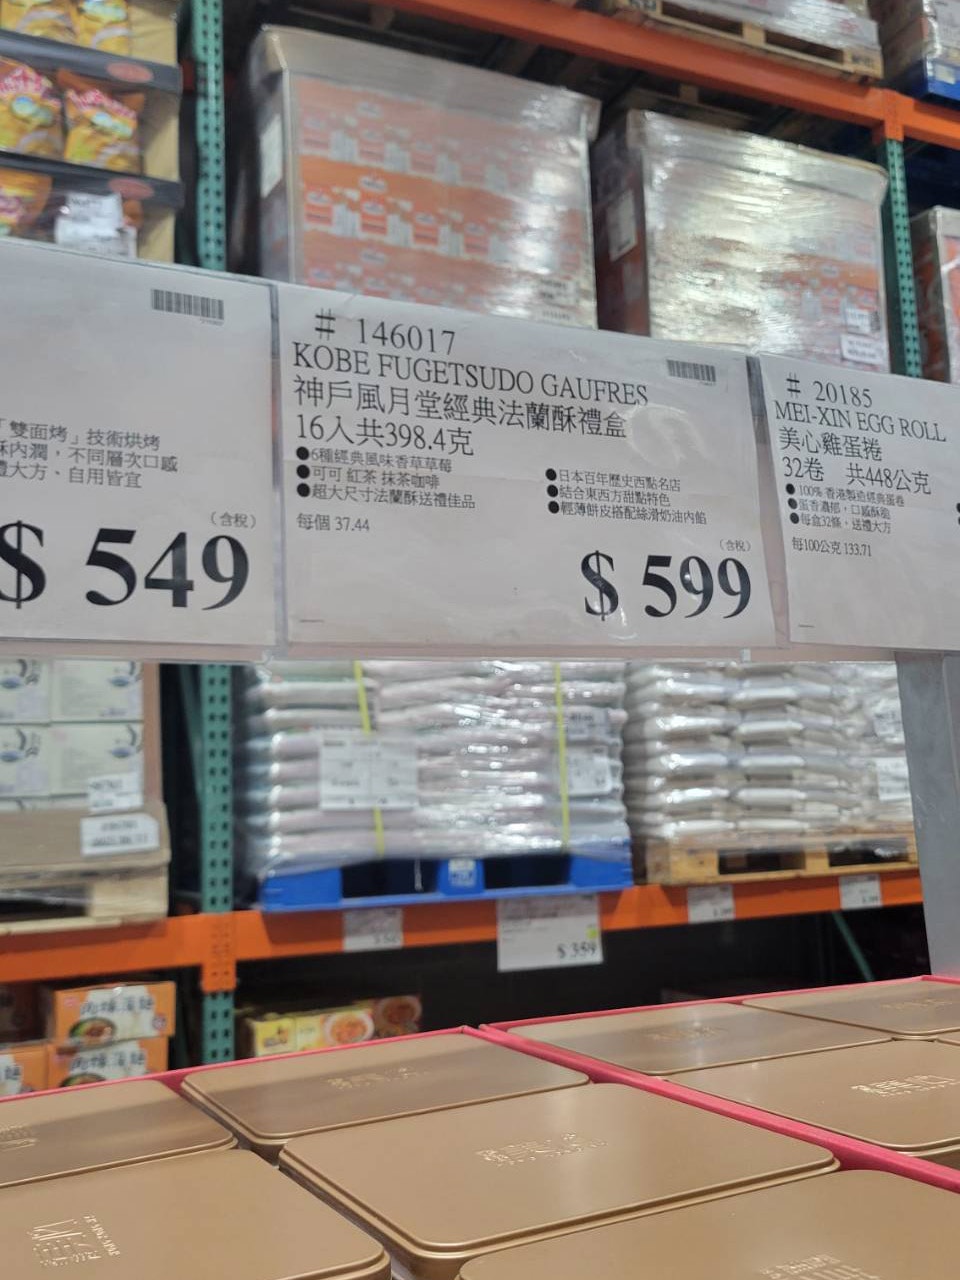 「雙面烤」技術烘烤
酥內潤，不同層次口感
禮大方、自用皆宜
(含稅)
$ 549
# 146017
KOBE FUGETSUDO GAUFRES
神戶風月堂經典法蘭酥禮盒
16入共398.4克
●6種經典風味香草草莓
●可可 紅茶 抹茶咖啡
●超大尺寸法蘭酥送禮佳品
●日本百年歷史西點名店
●結合東西方甜點特色
●輕薄餅皮搭配絲滑奶油內餡
每個 37.44
(含稅)
$ 599
# 20185
MEI-XIN EGG ROLL
美心雞蛋捲
32卷 共448公克
●100% 香港製造經典蛋卷
●蛋香濃郁，口感酥脆
●每盒32條，送禮大方
每100公克 133.71
$ 359